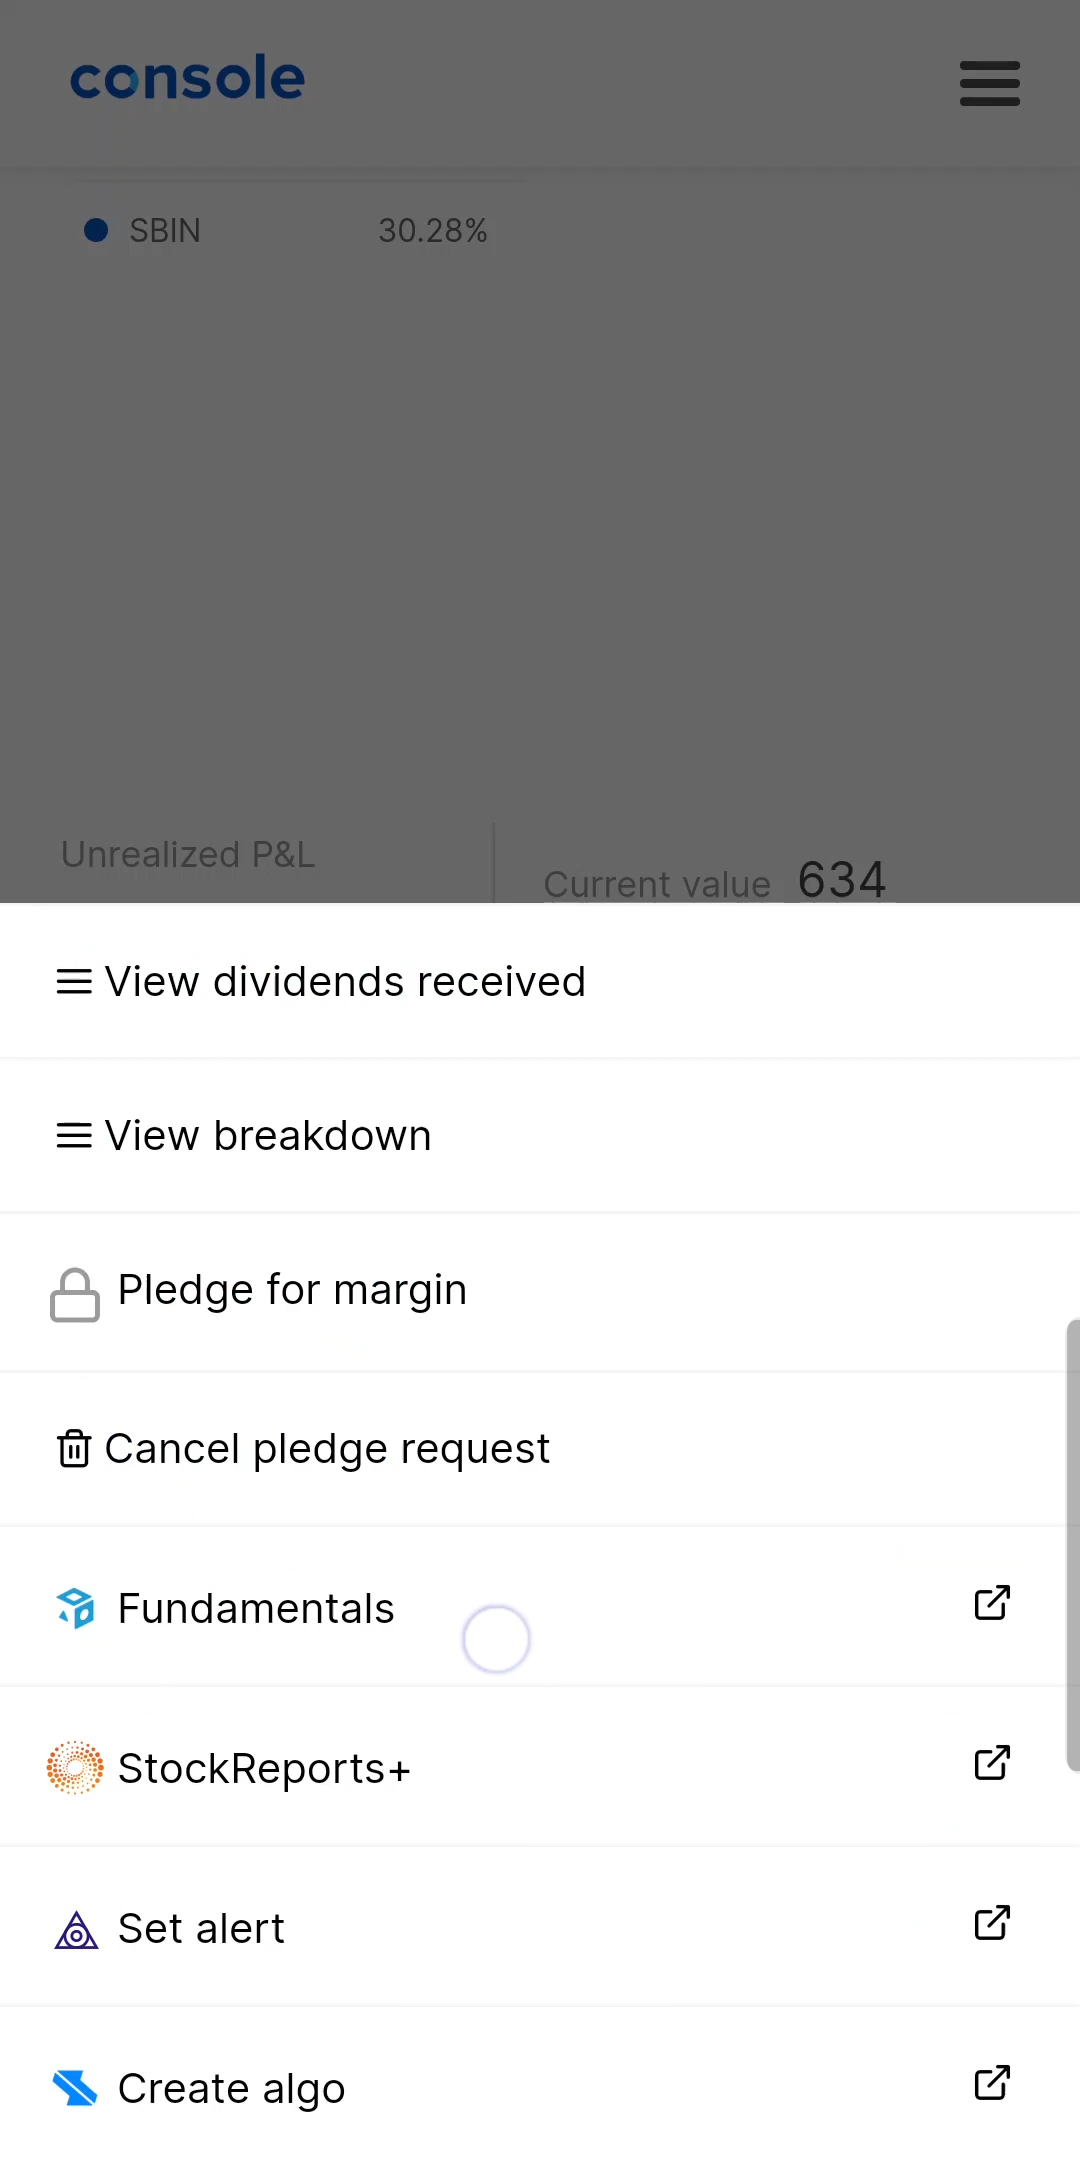 console
SBIN 30.28%
Unrealized P&L
Current value 634
View dividends received
View breakdown
Pledge for margin
Cancel pledge request
Fundamentals
StockReports+
Set alert
Create algo